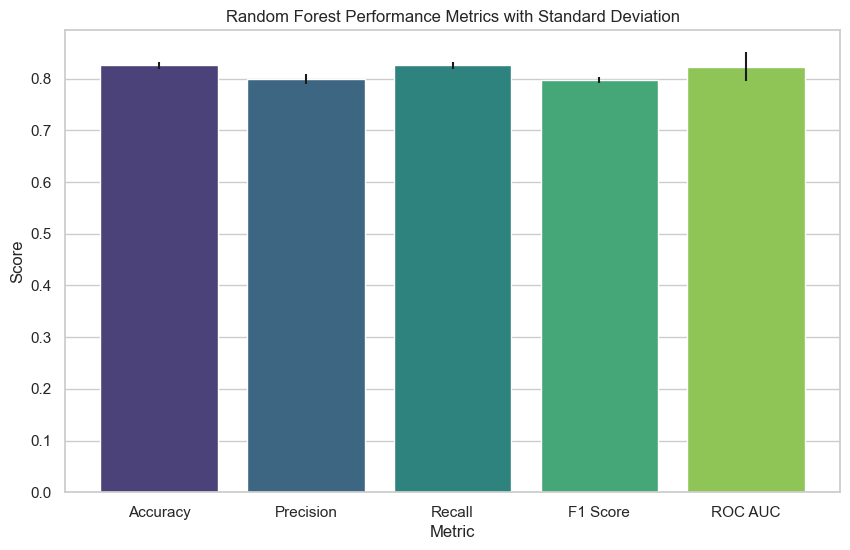 Random Forest Performance Metrics with Standard Deviation
Score
0.8
0.7
0.6
0.5
0.4
0.3
0.2
0.1
0.0
Accuracy Precision Recall F1 Score ROC AUC
Metric